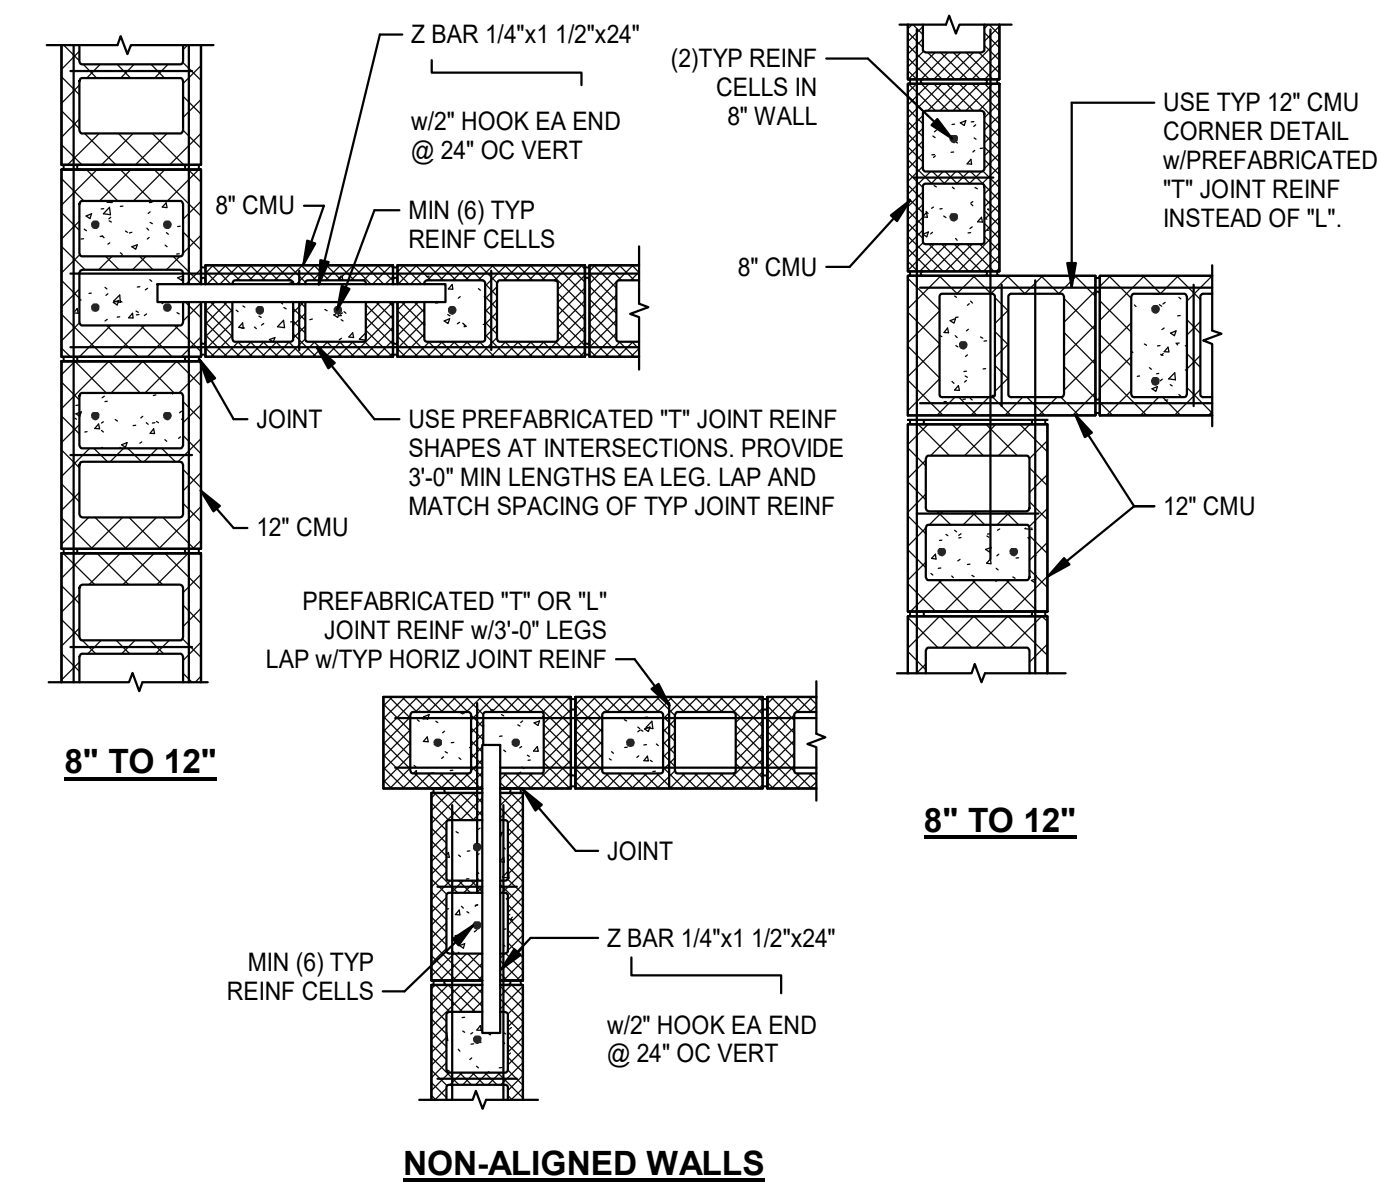 Z BAR 1/4"x1 1/2"x24"
w/2" HOOK EA END
@ 24" OC VERT
8" CMU
MIN (6) TYP
REINF CELLS
JOINT
USE PREFABRICATED "T" JOINT REINF
SHAPES AT INTERSECTIONS. PROVIDE
3'-0" MIN LENGTHS EA LEG. LAP AND
MATCH SPACING OF TYP JOINT REINF
12" CMU
8" TO 12"
(2)TYP REINF
CELLS IN
8" WALL
USE TYP 12" CMU
CORNER DETAIL
w/PREFABRICATED
"T" JOINT REINF
INSTEAD OF "L".
8" CMU
12" CMU
8" TO 12"
PREFABRICATED "T" OR "L"
JOINT REINF w/3'-0" LEGS
LAP w/TYP HORIZ JOINT REINF
JOINT
Z BAR 1/4"x1 1/2"x24"
w/2" HOOK EA END
@ 24" OC VERT
MIN (6) TYP
REINF CELLS
NON-ALIGNED WALLS